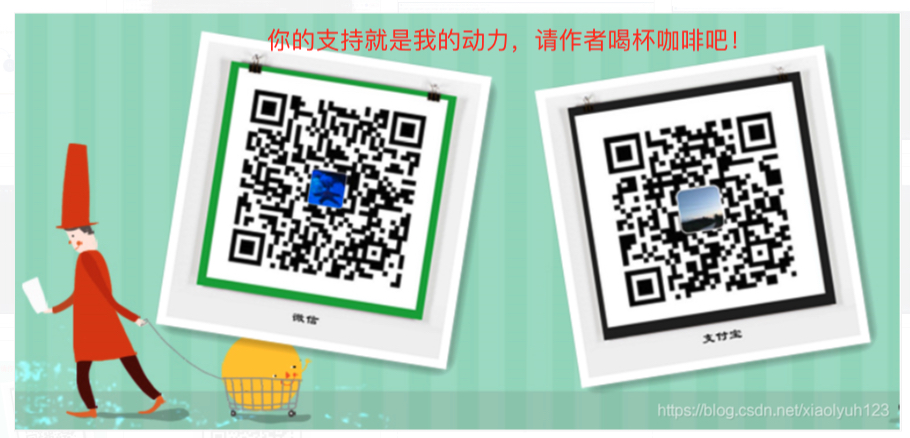 你的支持就是我的动力，请作者喝杯咖啡吧！
微信
支付宝
https://blog.csdn.net/xiaolyuh123